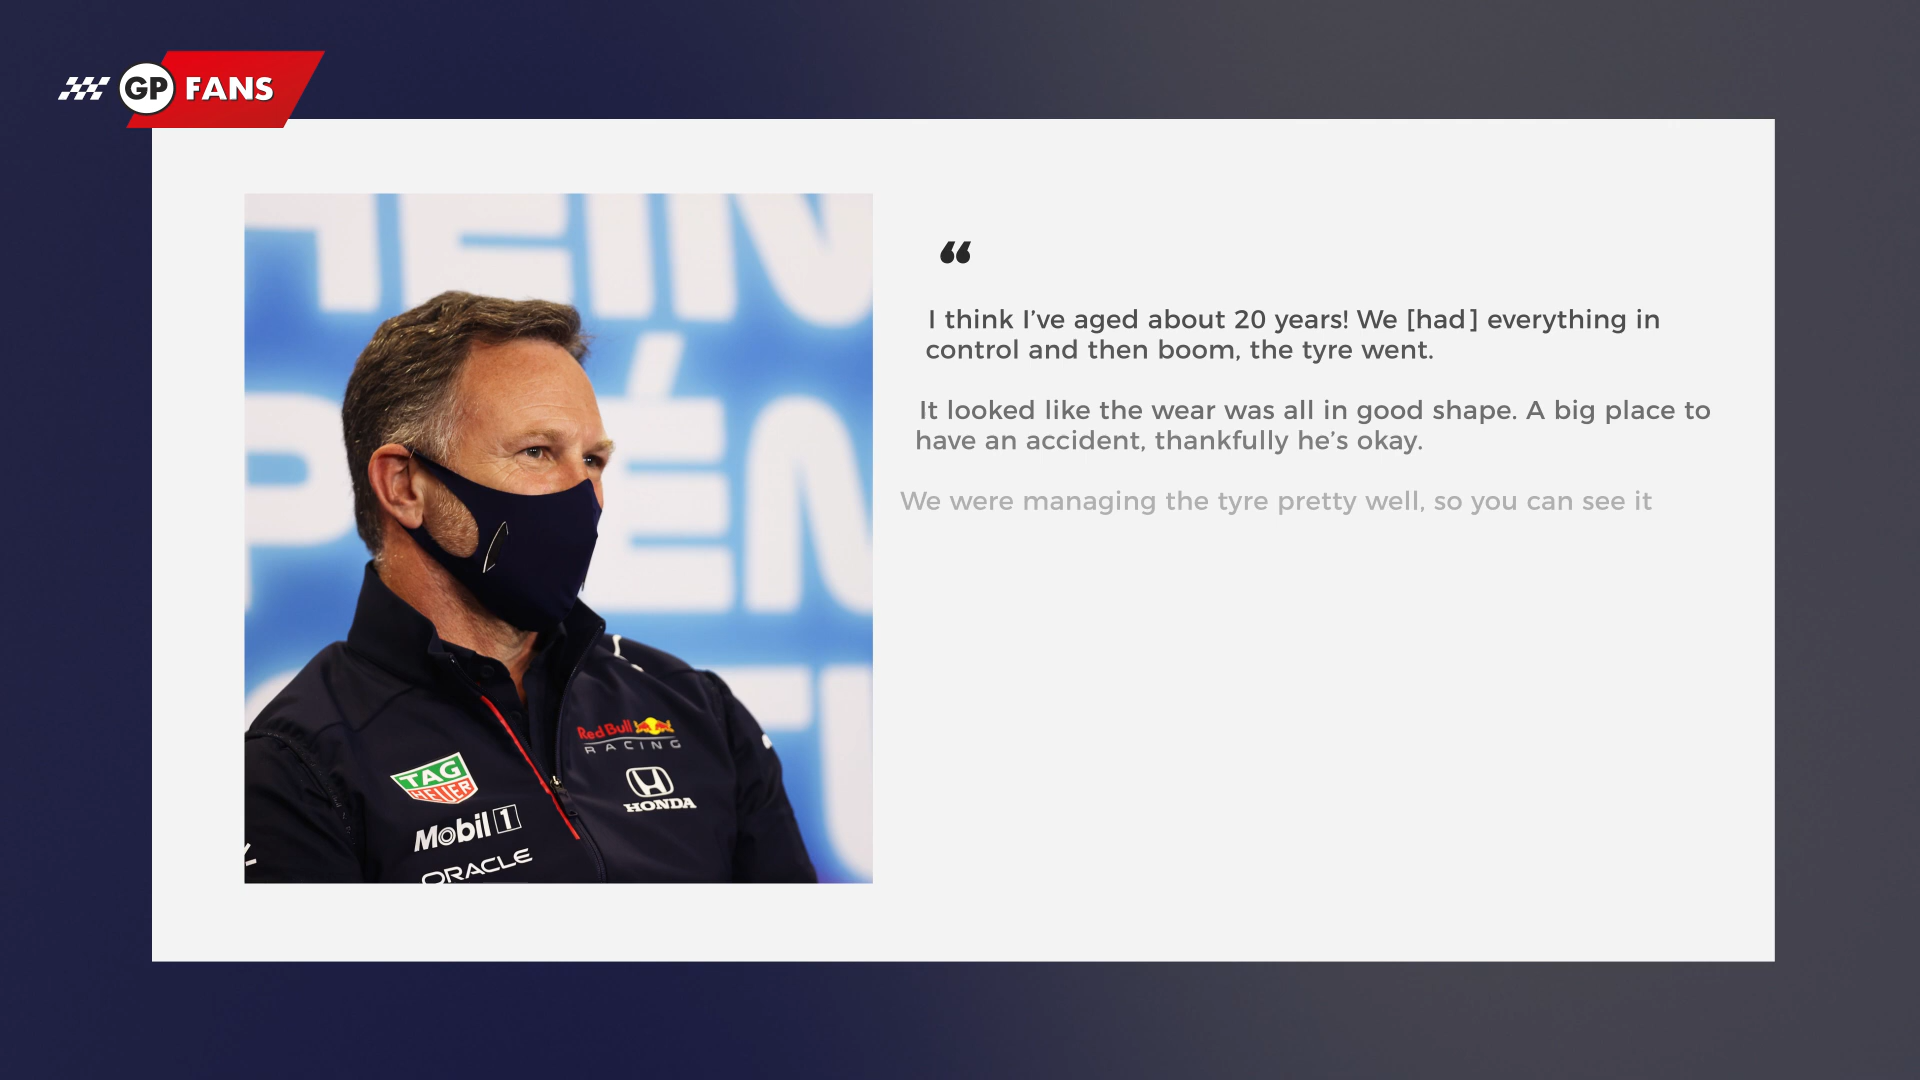 GP FANS
“
I think I’ve aged about 20 years! We [had] everything in
control and then boom, the tyre went.
It looked like the wear was all in good shape. A big place to
have an accident, thankfully he’s okay.
We were managing the tyre pretty well, so you can see it
HEIN
PÉN
Red Bull
RACING
TAG
HEUER
HONDA
Mobil 1
ORACLE